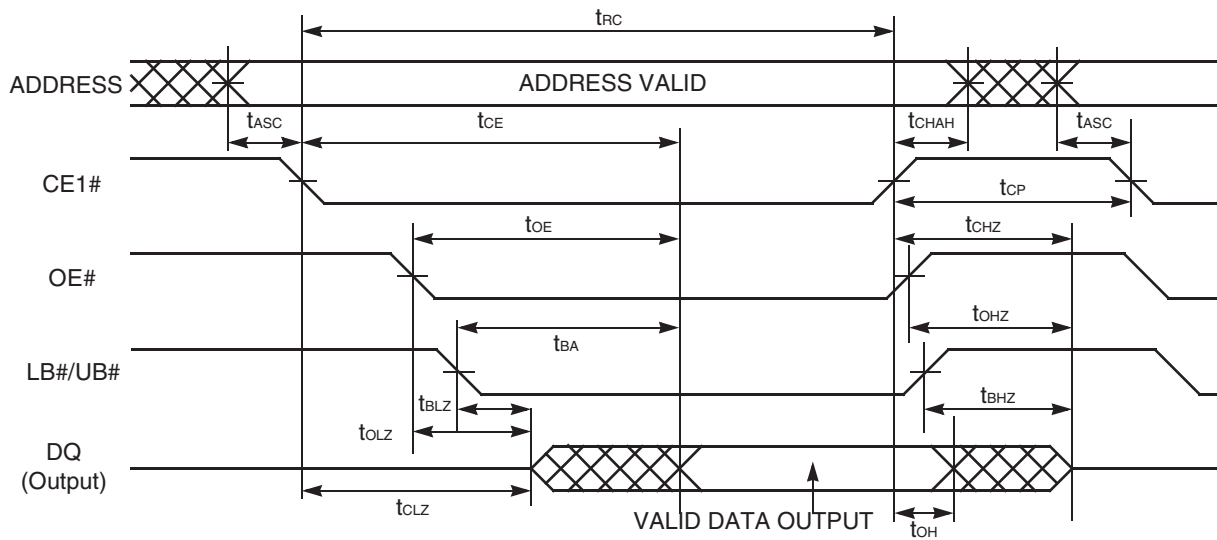 tRC
ADDRESS
ADDRESS VALID
tASC
tCE
tCHAH
tASC
CE1#
tCP
tOE
tCHZ
OE#
tOHZ
tBA
LB#/UB#
tBLZ
tBHZ
tOLZ
DQ
(Output)
tCLZ
VALID DATA OUTPUT
tOH